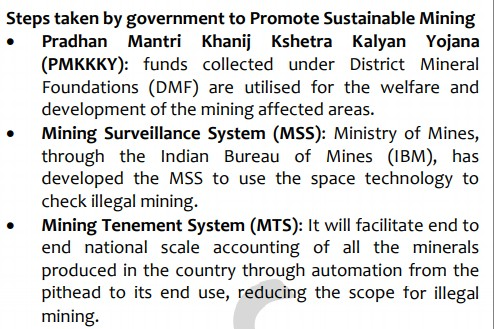 Steps taken by government to Promote Sustainable Mining
• Pradhan Mantri Khanij Kshetra Kalyan Yojana
(PMKKKY): funds collected under District Mineral
Foundations (DMF) are utilised for the welfare and
development of the mining affected areas.
• Mining Surveillance System (MSS): Ministry of Mines,
through the Indian Bureau of Mines (IBM), has
developed the MSS to use the space technology to
check illegal mining.
• Mining Tenement System (MTS): It will facilitate end to
end national scale accounting of all the minerals
produced in the country through automation from the
pithead to its end use, reducing the scope for illegal
mining.